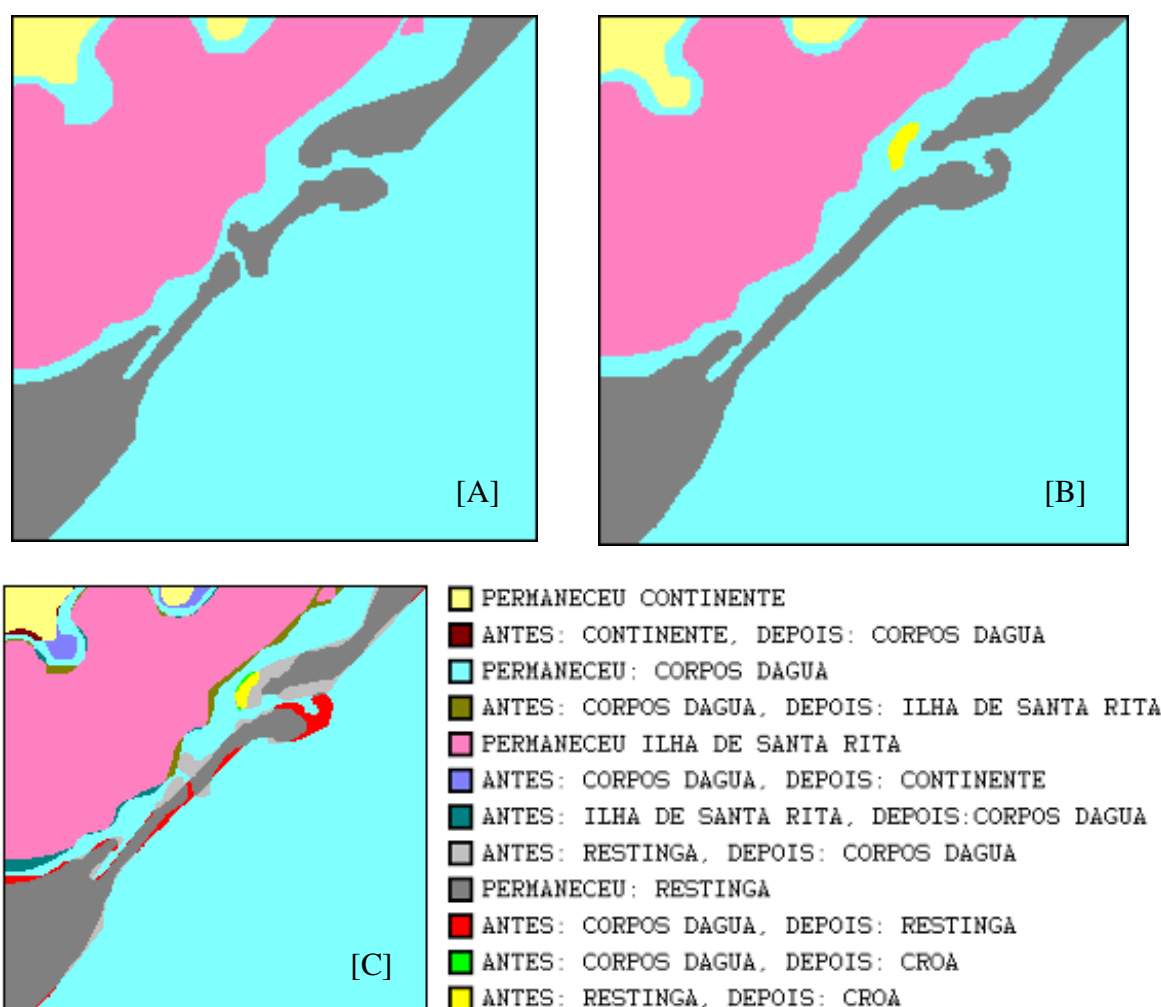 [A]
[B]
[C]
PERMANECEU CONTINENTE
ANTES: CONTINENTE, DEPOIS: CORPOS DAGUA
PERMANECEU: CORPOS DAGUA
ANTES: CORPOS DAGUA, DEPOIS: ILHA DE SANTA RITA
PERMANECEU ILHA DE SANTA RITA
ANTES: CORPOS DAGUA, DEPOIS: CONTINENTE
ANTES: ILHA DE SANTA RITA, DEPOIS:CORPOS DAGUA
ANTES: RESTINGA, DEPOIS: CORPOS DAGUA
PERMANECEU: RESTINGA
ANTES: CORPOS DAGUA, DEPOIS: RESTINGA
ANTES: CORPOS DAGUA, DEPOIS: CROA
ANTES: RESTINGA, DEPOIS: CROA